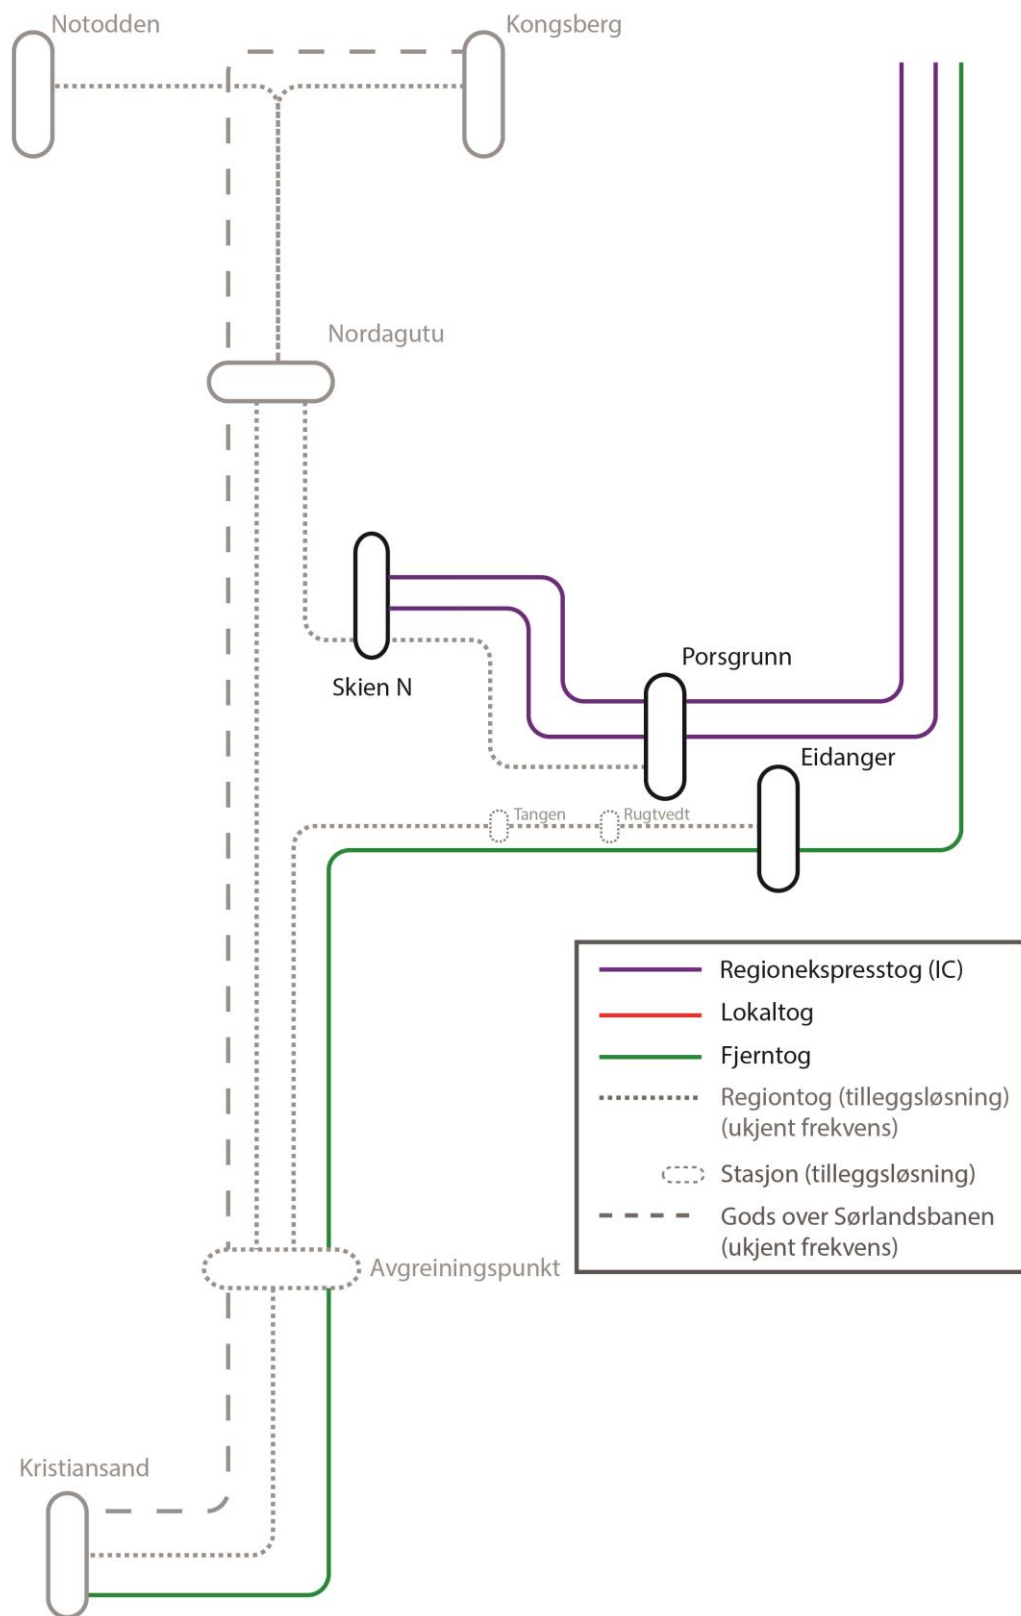 Notodden
Kongsberg
Nordagutu
Skien N
Porsgrunn
Eidanger
Tangen
Rugtvedt
Regionekspresstog (IC)
Lokaltog
Fjerntog
Regiontog (tilleggsløsning)
(ukjent frekvens)
Stasjon (tilleggsløsning)
Gods over Sørlandsbanen
(ukjent frekvens)
Avgreiningspunkt
Kristiansand